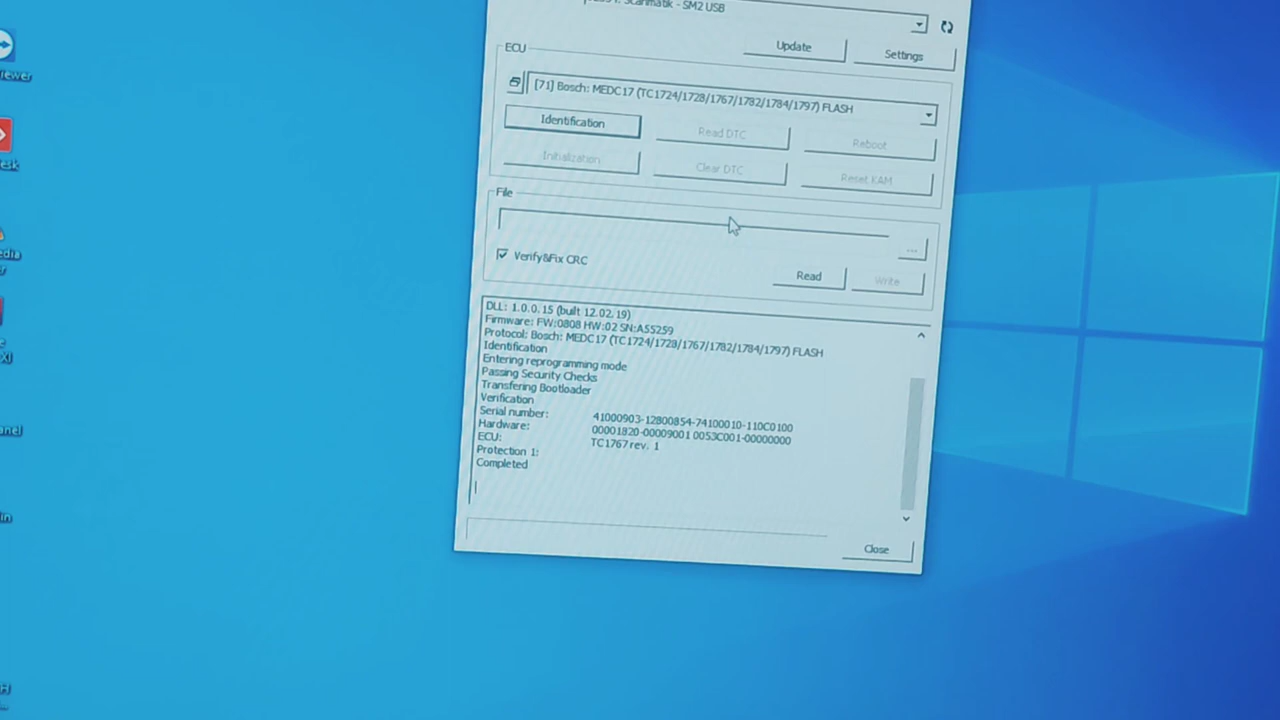 Scanmatik - SM2 USB
Update
Settings
ECU
[71] Bosch: MEDC17 (TC1724/1728/1767/1782/1784/1797) FLASH
Identification
Read DTC
Reboot
Initialization
Clear DTC
Reset KAM
File
...
Verify&Fix CRC
Read
Write
DLL: 1.0.0.15 (built 12.02.19)
Firmware: FW:0808 HW:02 SN:A55259
Protocol: Bosch: MEDC17 (TC1724/1728/1767/1782/1784/1797) FLASH
Identification
Entering reprogramming mode
Passing Security Checks
Transfering Bootloader
Verification
Serial number: 41000903-12800854-74100010-110C0100
Hardware: 00001820-00009001 0053C001-00000000
ECU: TC1767 rev. 1
Protection 1:
Completed
Close